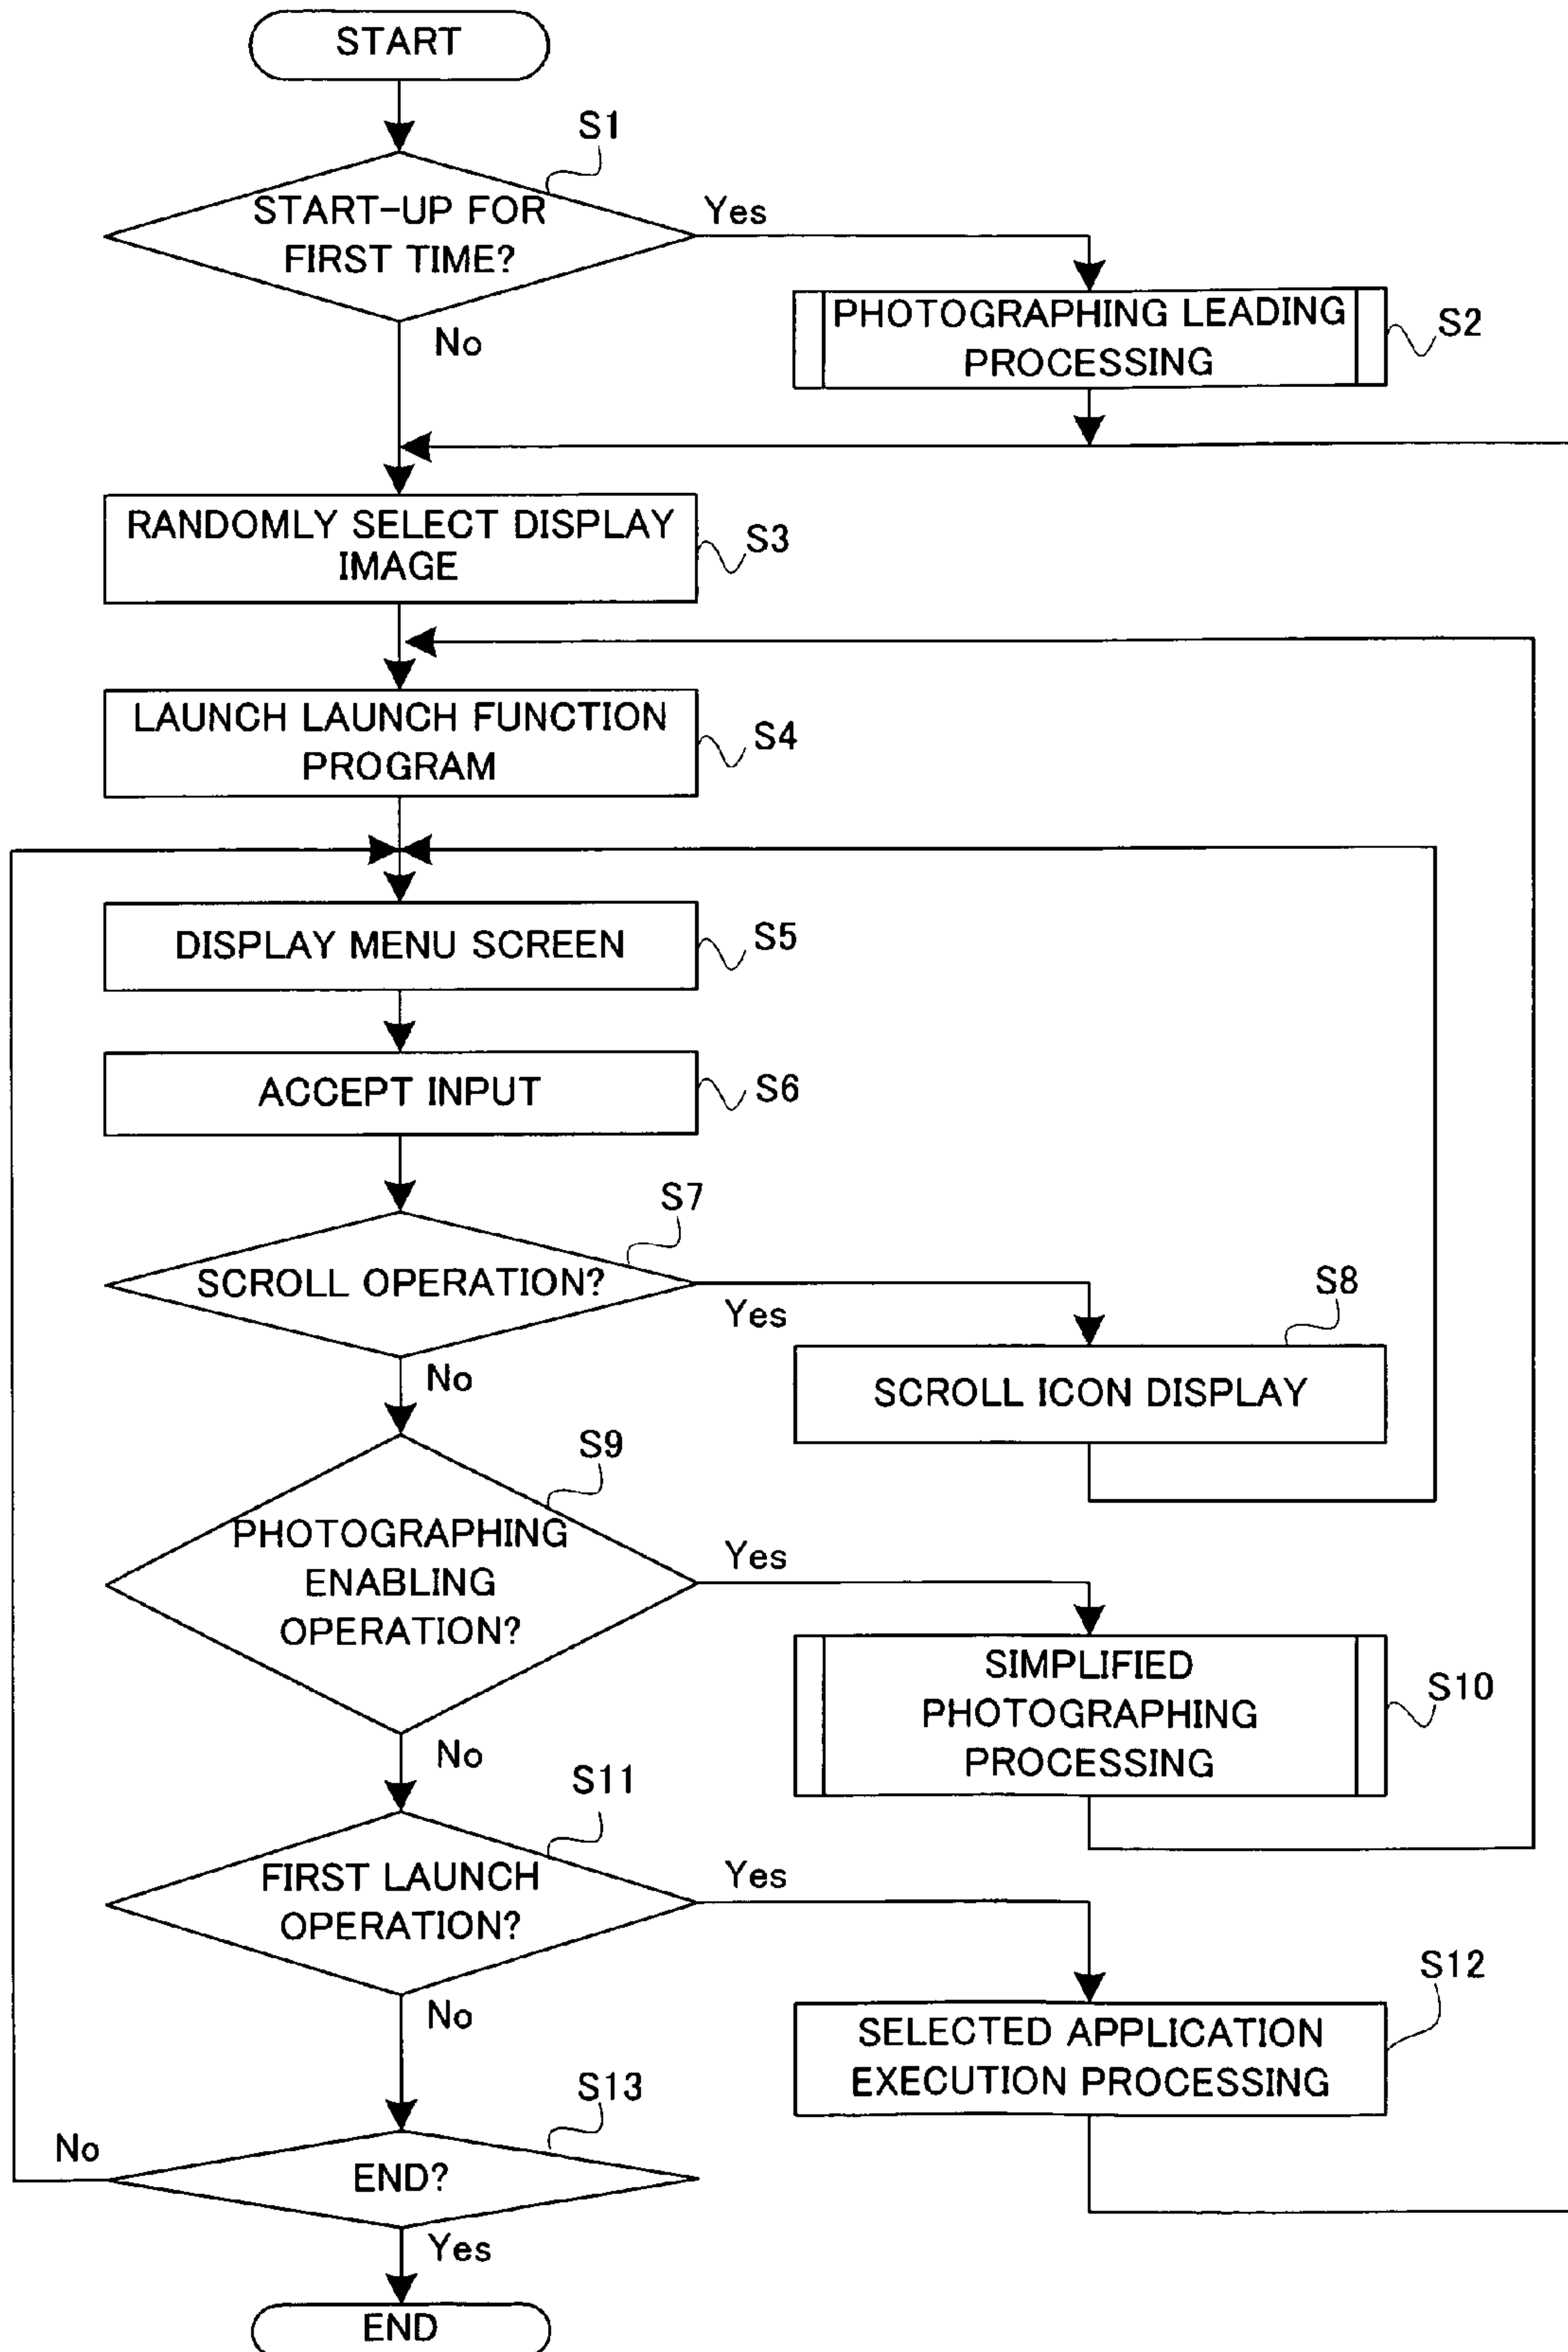 START
S1
START-UP FOR
FIRST TIME?
Yes
No
PHOTOGRAPHING LEADING
PROCESSING
S2
RANDOMLY SELECT DISPLAY
IMAGE
S3
LAUNCH LAUNCH FUNCTION
PROGRAM
S4
DISPLAY MENU SCREEN
S5
ACCEPT INPUT
S6
S7
SCROLL OPERATION?
Yes
No
S8
SCROLL ICON DISPLAY
S9
PHOTOGRAPHING
ENABLING
OPERATION?
Yes
No
SIMPLIFIED
PHOTOGRAPHING
PROCESSING
S10
S11
FIRST LAUNCH
OPERATION?
Yes
No
S12
SELECTED APPLICATION
EXECUTION PROCESSING
S13
END?
No
Yes
END